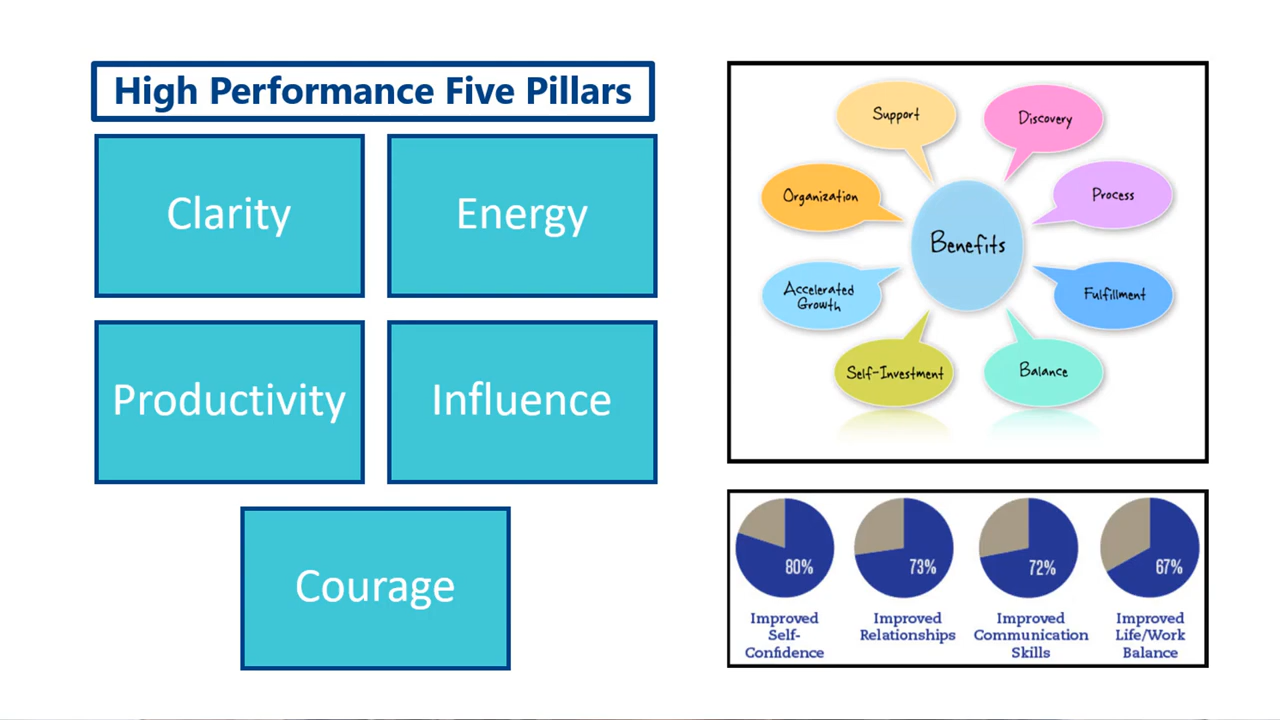 High Performance Five Pillars
Clarity
Energy
Productivity
Influence
Courage
Support
Discovery
Organization
Process
Benefits
Accelerated
Growth
Fulfillment
Self-Investment
Balance
80%
73%
72%
67%
Improved
Self-
Confidence
Improved
Relationships
Improved
Communication
Skills
Improved
Life/Work
Balance